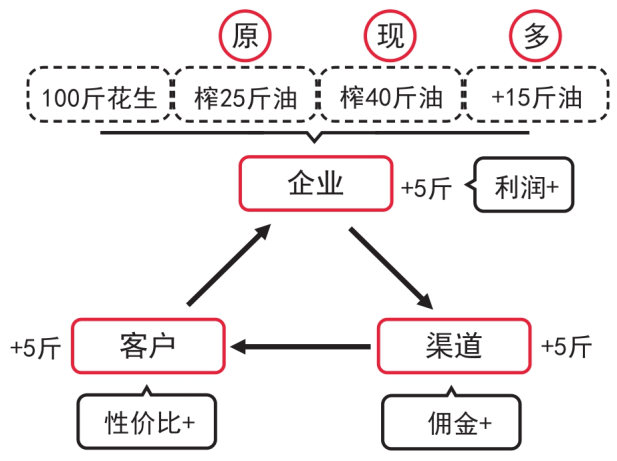 原 现 多
100斤花生 榨25斤油 榨40斤油 +15斤油
企业 +5斤 利润+
+5斤 客户 渠道 +5斤
性价比+ 佣金+